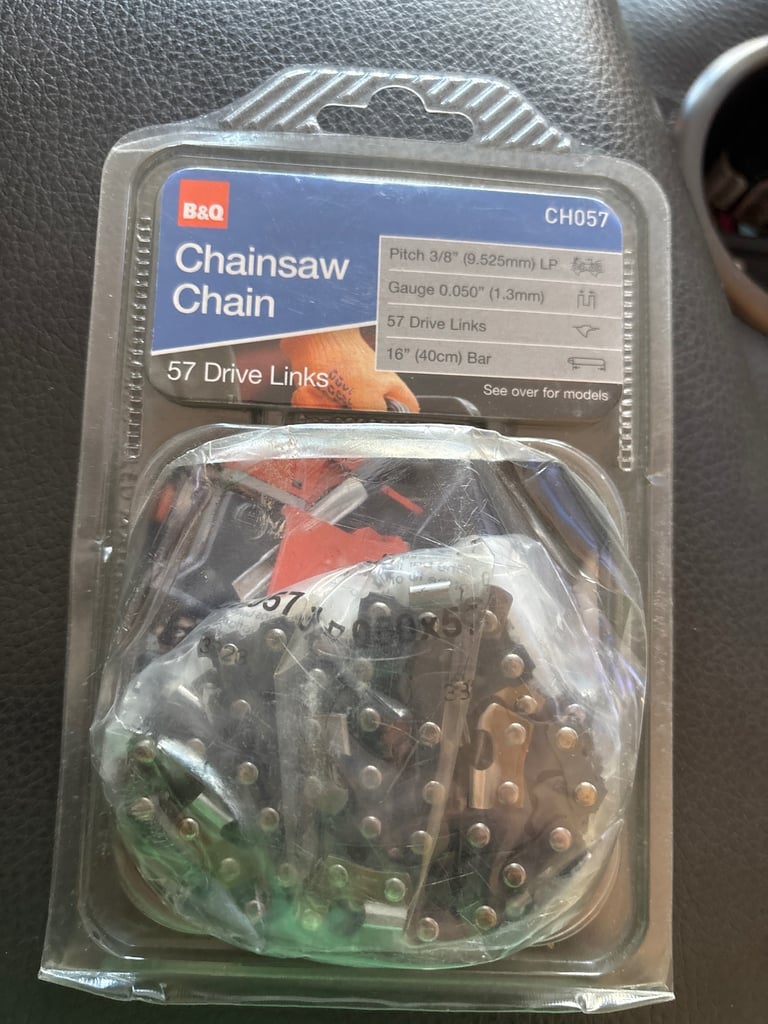 B&Q
CH057
Chainsaw
Chain
57 Drive Links
Pitch 3/8" (9.525mm) LP
Gauge 0.050" (1.3mm)
57 Drive Links
16" (40cm) Bar
See over for models